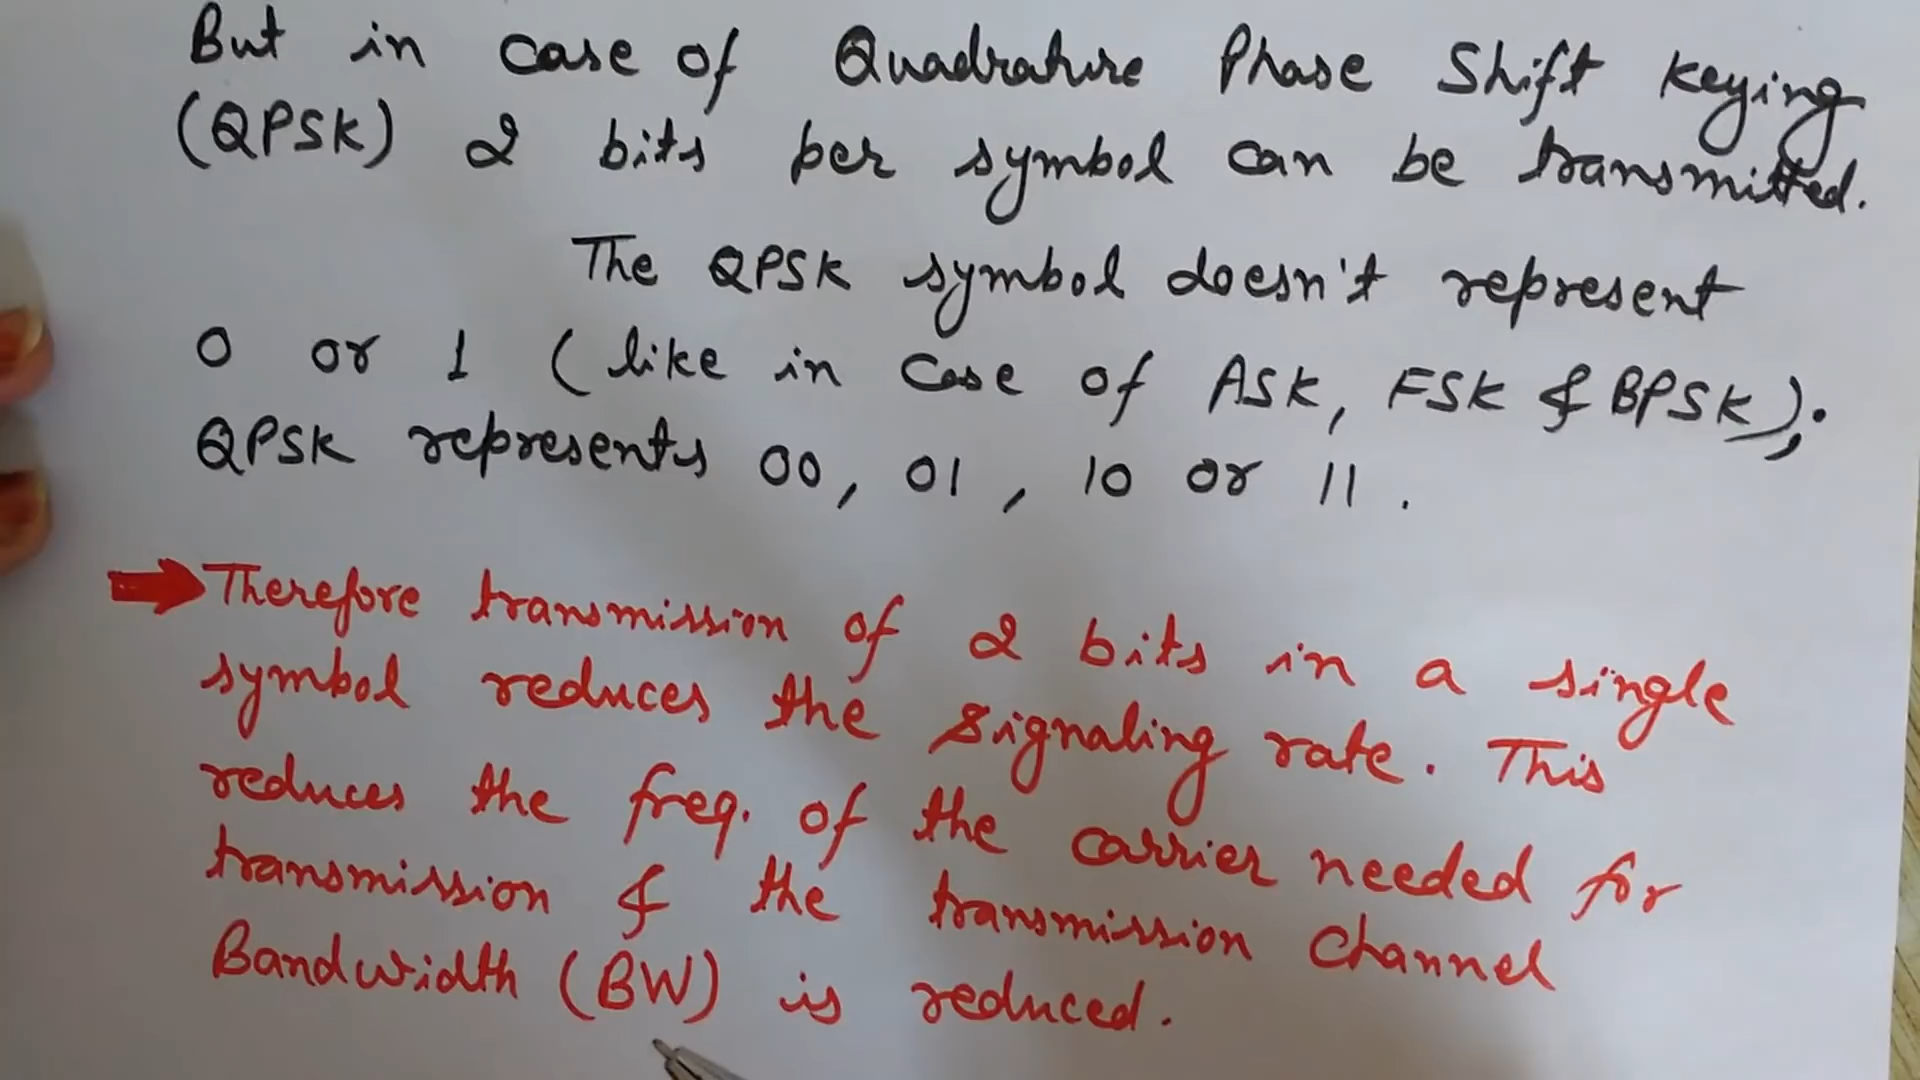 But in case of Quadrature Phase Shift keying
(QPSK) 2 bits per symbol can be transmitted.
The QPSK symbol doesn't represent
0 or 1 (like in case of ASK, FSK & BPSK);
QPSK represents 00, 01, 10 or 11.
Therefore transmission of 2 bits in a single
symbol reduces the signaling rate. This
reduces the freq. of the carrier needed for
transmission & the transmission channel
Bandwidth (BW) is reduced.